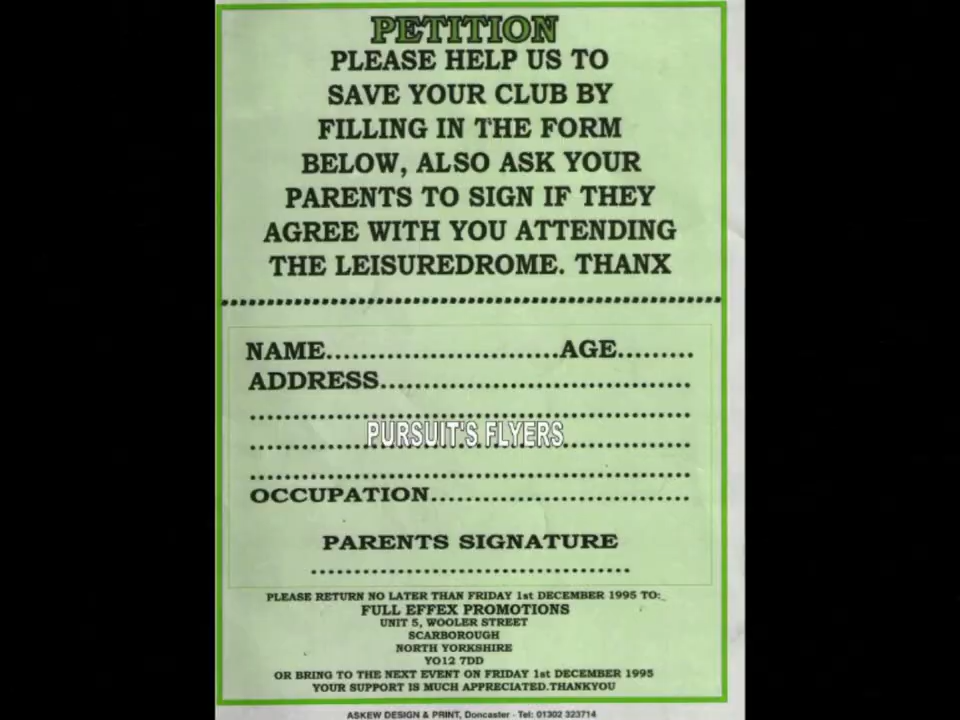 PETITION
PLEASE HELP US TO
SAVE YOUR CLUB BY
FILLING IN THE FORM
BELOW, ALSO ASK YOUR
PARENTS TO SIGN IF THEY
AGREE WITH YOU ATTENDING
THE LEISUREDROME. THANX
NAME..........................AGE.........
ADDRESS...................................
PURSUIT'S FLYERS
OCCUPATION..............................
PARENTS SIGNATURE
....................................
PLEASE RETURN NO LATER THAN FRIDAY 1st DECEMBER 1995 TO:
FULL EFFEX PROMOTIONS
UNIT 5, WOOLER STREET
SCARBOROUGH
NORTH YORKSHIRE
YO12 7DD
OR BRING TO THE NEXT EVENT ON FRIDAY 1st DECEMBER 1995
YOUR SUPPORT IS MUCH APPRECIATED.THANKYOU
ASKEW DESIGN & PRINT, Doncaster - Tel: 01302 323714